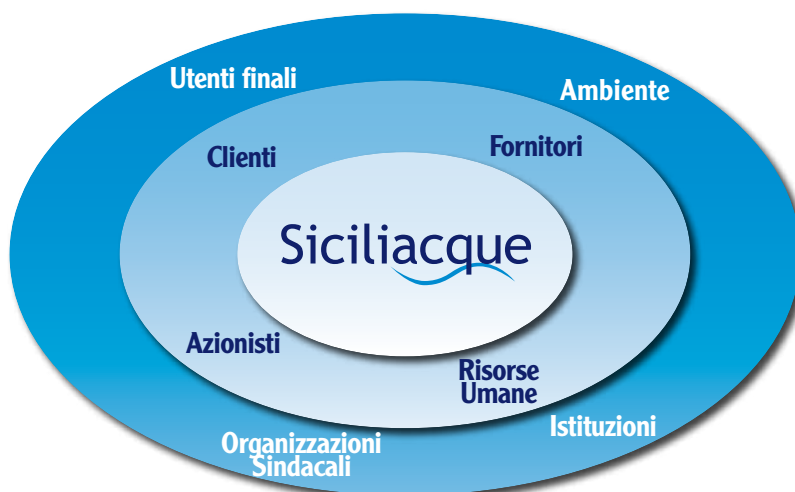 Utenti finali
Ambiente
Clienti
Fornitori
Siciliacque
Azionisti
Risorse
Umane
Istituzioni
Organizzazioni
Sindacali